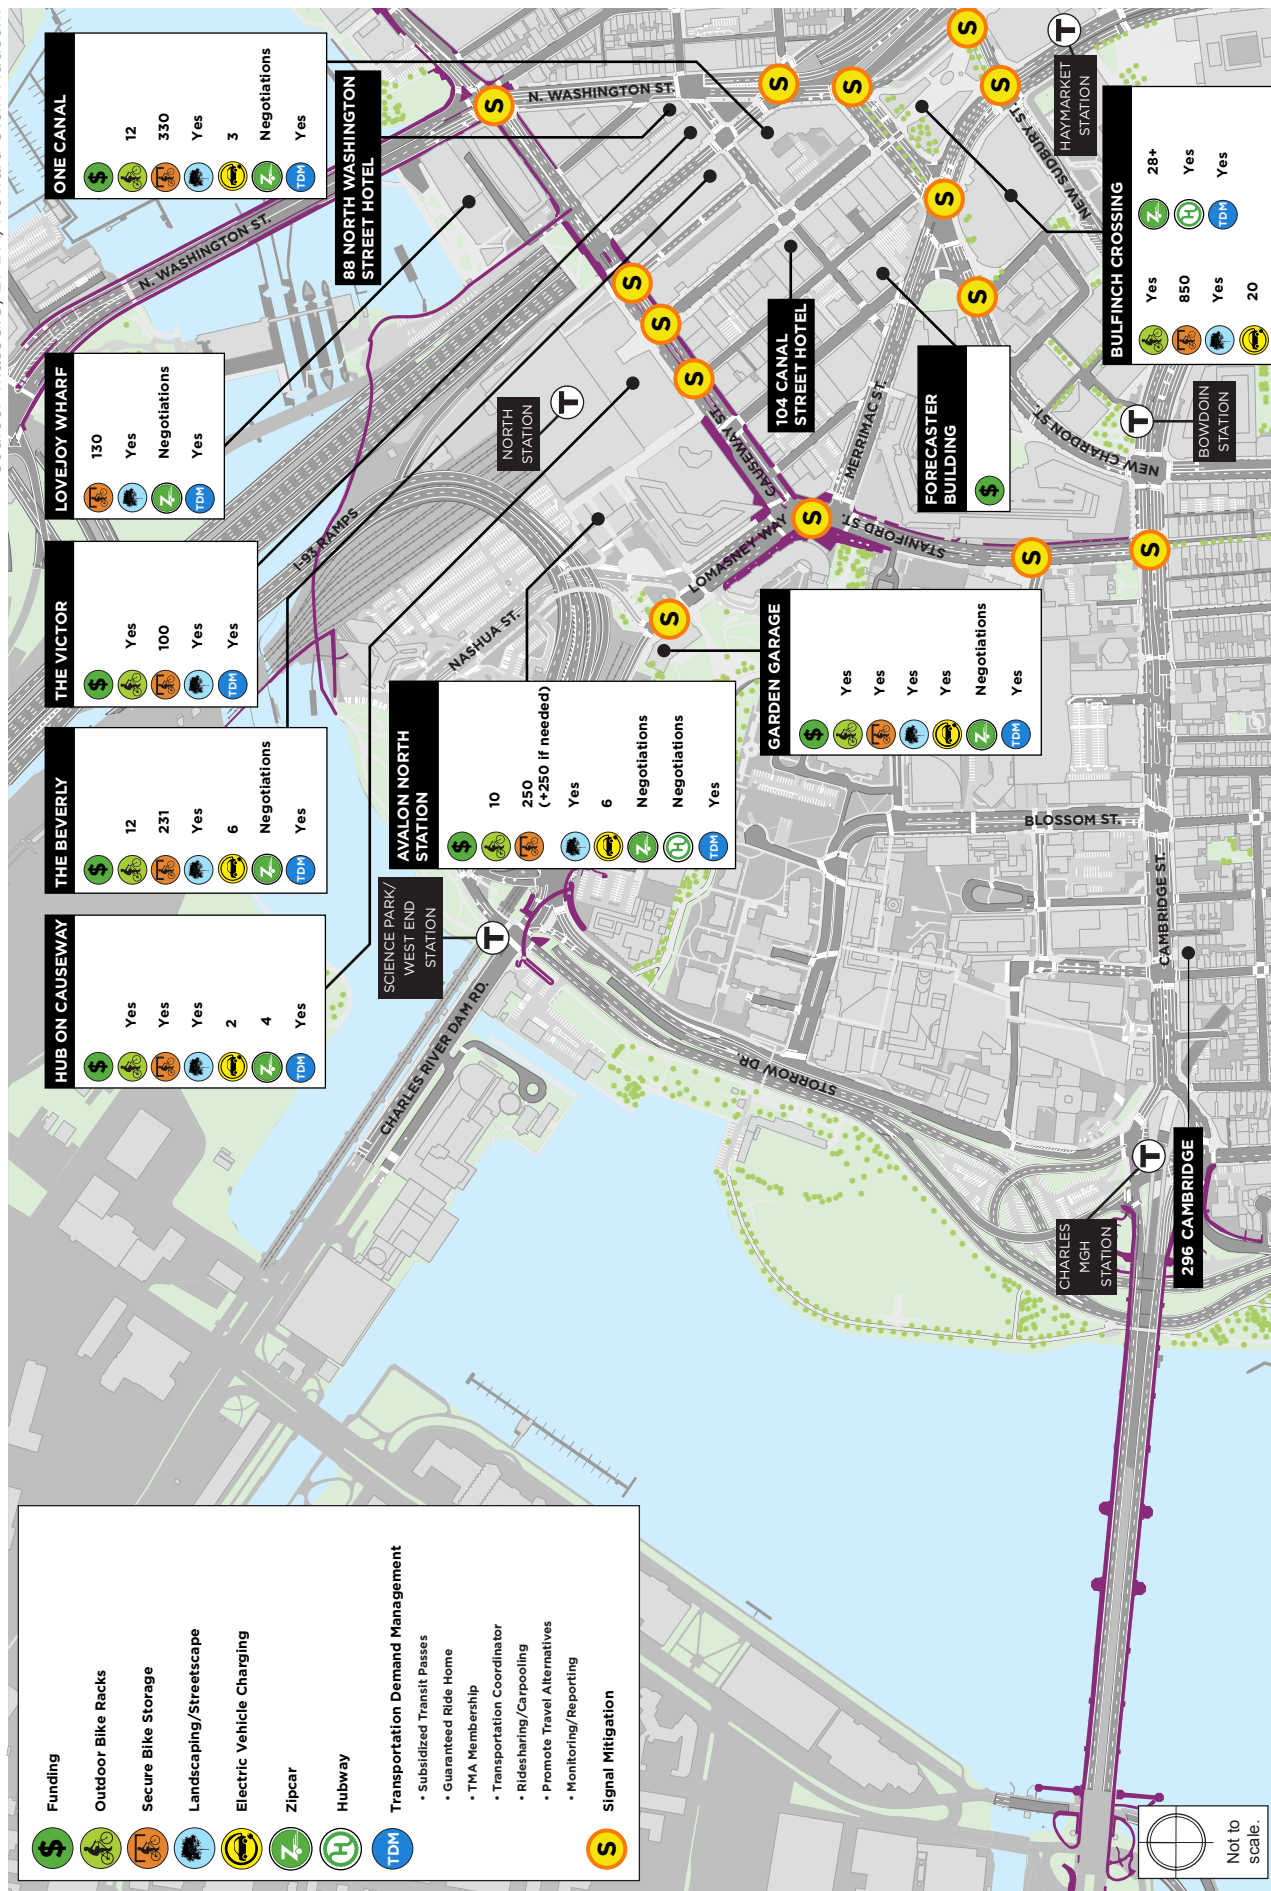 HUB ON CAUSEWAY
$
Yes
Yes
Yes
2
Z 4
TDM Yes
THE BEVERLY
$
12
231
Yes
6
Z Negotiations
TDM Yes
THE VICTOR
$
Yes
100
Yes
TDM Yes
LOVEJOY WHARF
130
Yes
Z Negotiations
TDM Yes
ONE CANAL
$
12
330
Yes
3
Z Negotiations
TDM Yes
88 NORTH WASHINGTON
STREET HOTEL
AVALON NORTH
STATION
$
10
250
(+250 if needed)
Yes
6
Z Negotiations
H Negotiations
TDM Yes
GARDEN GARAGE
$
Yes
Yes
Yes
Yes
Z Negotiations
TDM Yes
104 CANAL
STREET HOTEL
FORECASTER
BUILDING
$
BULFINCH CROSSING
Yes
850
Yes
20
Z 28+
H Yes
TDM Yes
296 CAMBRIDGE
SCIENCE PARK/
WEST END
STATION
T
NORTH
STATION
T
HAYMARKET
STATION
T
BOWDOIN
STATION
T
CHARLES
MGH
STATION
T
N. WASHINGTON ST.
N. WASHINGTON ST.
I-93 RAMPS
NASHUA ST.
LOMASNEY WAY
CAUSEWAY ST.
MERRIMAC ST.
STANIFORD ST.
NEW CHARDON ST.
NEW SUDBURY ST.
BLOSSOM ST.
CAMBRIDGE ST.
STORROW DR.
CHARLES RIVER DAM RD.
S
S
S
S
S
S
S
S
S
S
S
S
S
S
$ Funding
Outdoor Bike Racks
Secure Bike Storage
Landscaping/Streetscape
Electric Vehicle Charging
Z Zipcar
H Hubway
TDM Transportation Demand Management
• Subsidized Transit Passes
• Guaranteed Ride Home
• TMA Membership
• Transportation Coordinator
• Ridesharing/Carpooling
• Promote Travel Alternatives
• Monitoring/Reporting
S Signal Mitigation
Not to
scale.